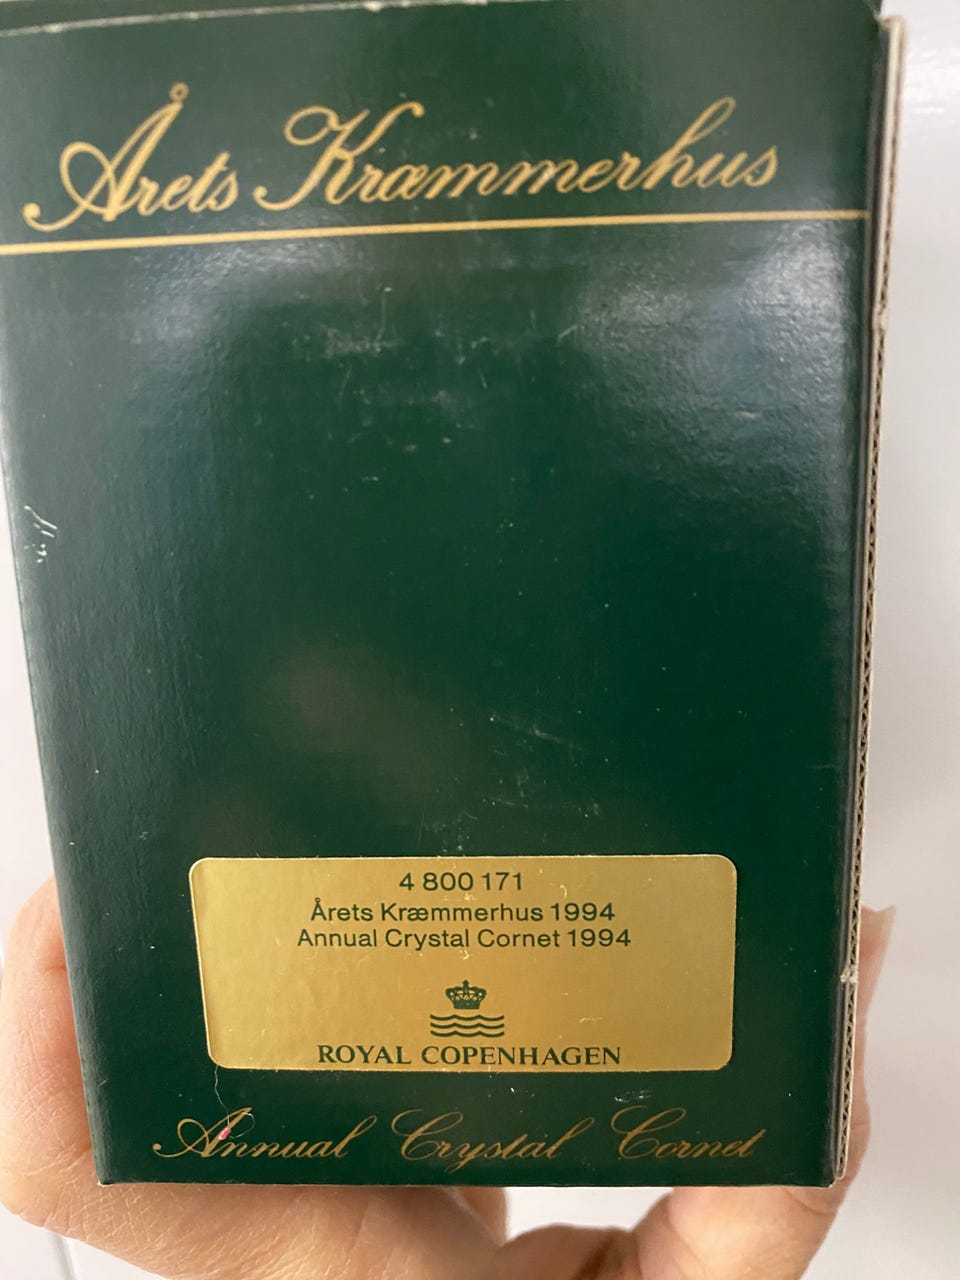 Årets Kræmmerhus
4 800 171
Årets Kræmmerhus 1994
Annual Crystal Cornet 1994
ROYAL COPENHAGEN
Annual Crystal Cornet